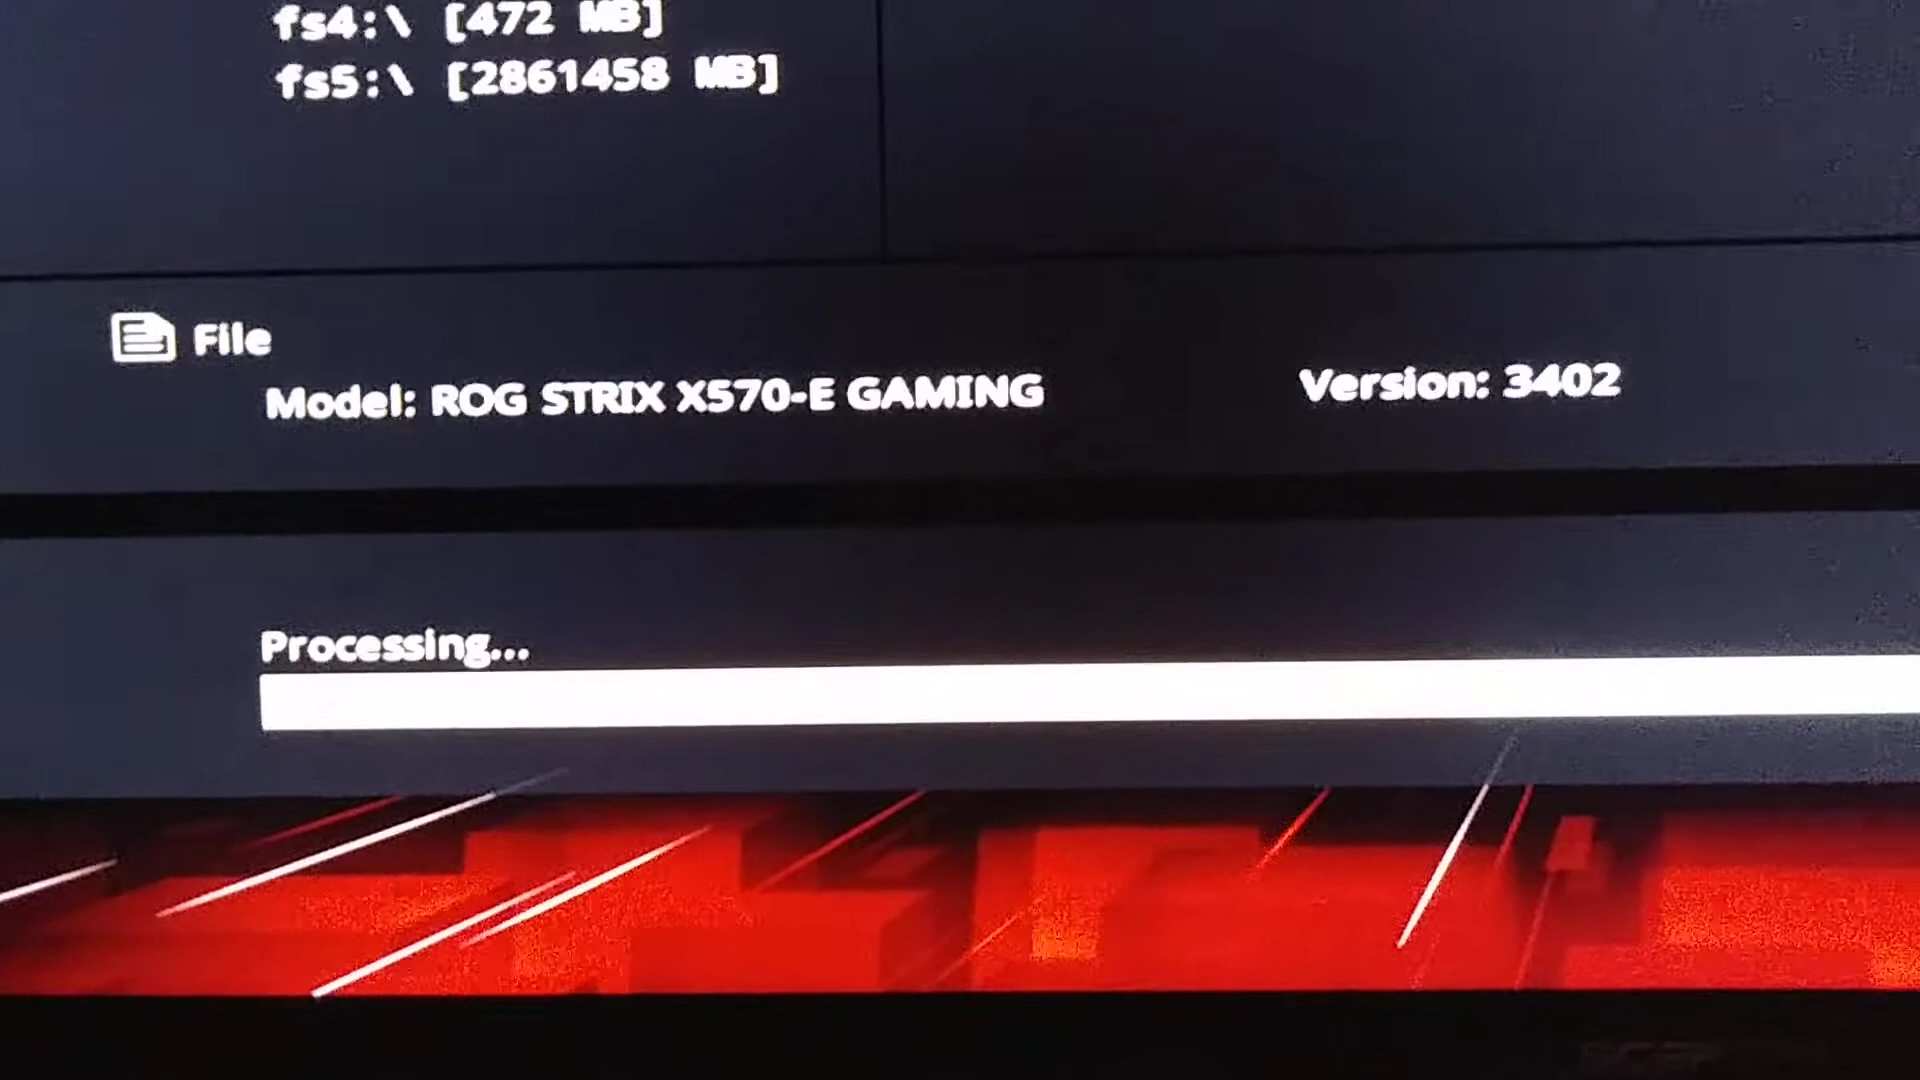 fs4:\ [472 MB]
fs5:\ [2861458 MB]
File
Model: ROG STRIX X570-E GAMING
Version: 3402
Processing...